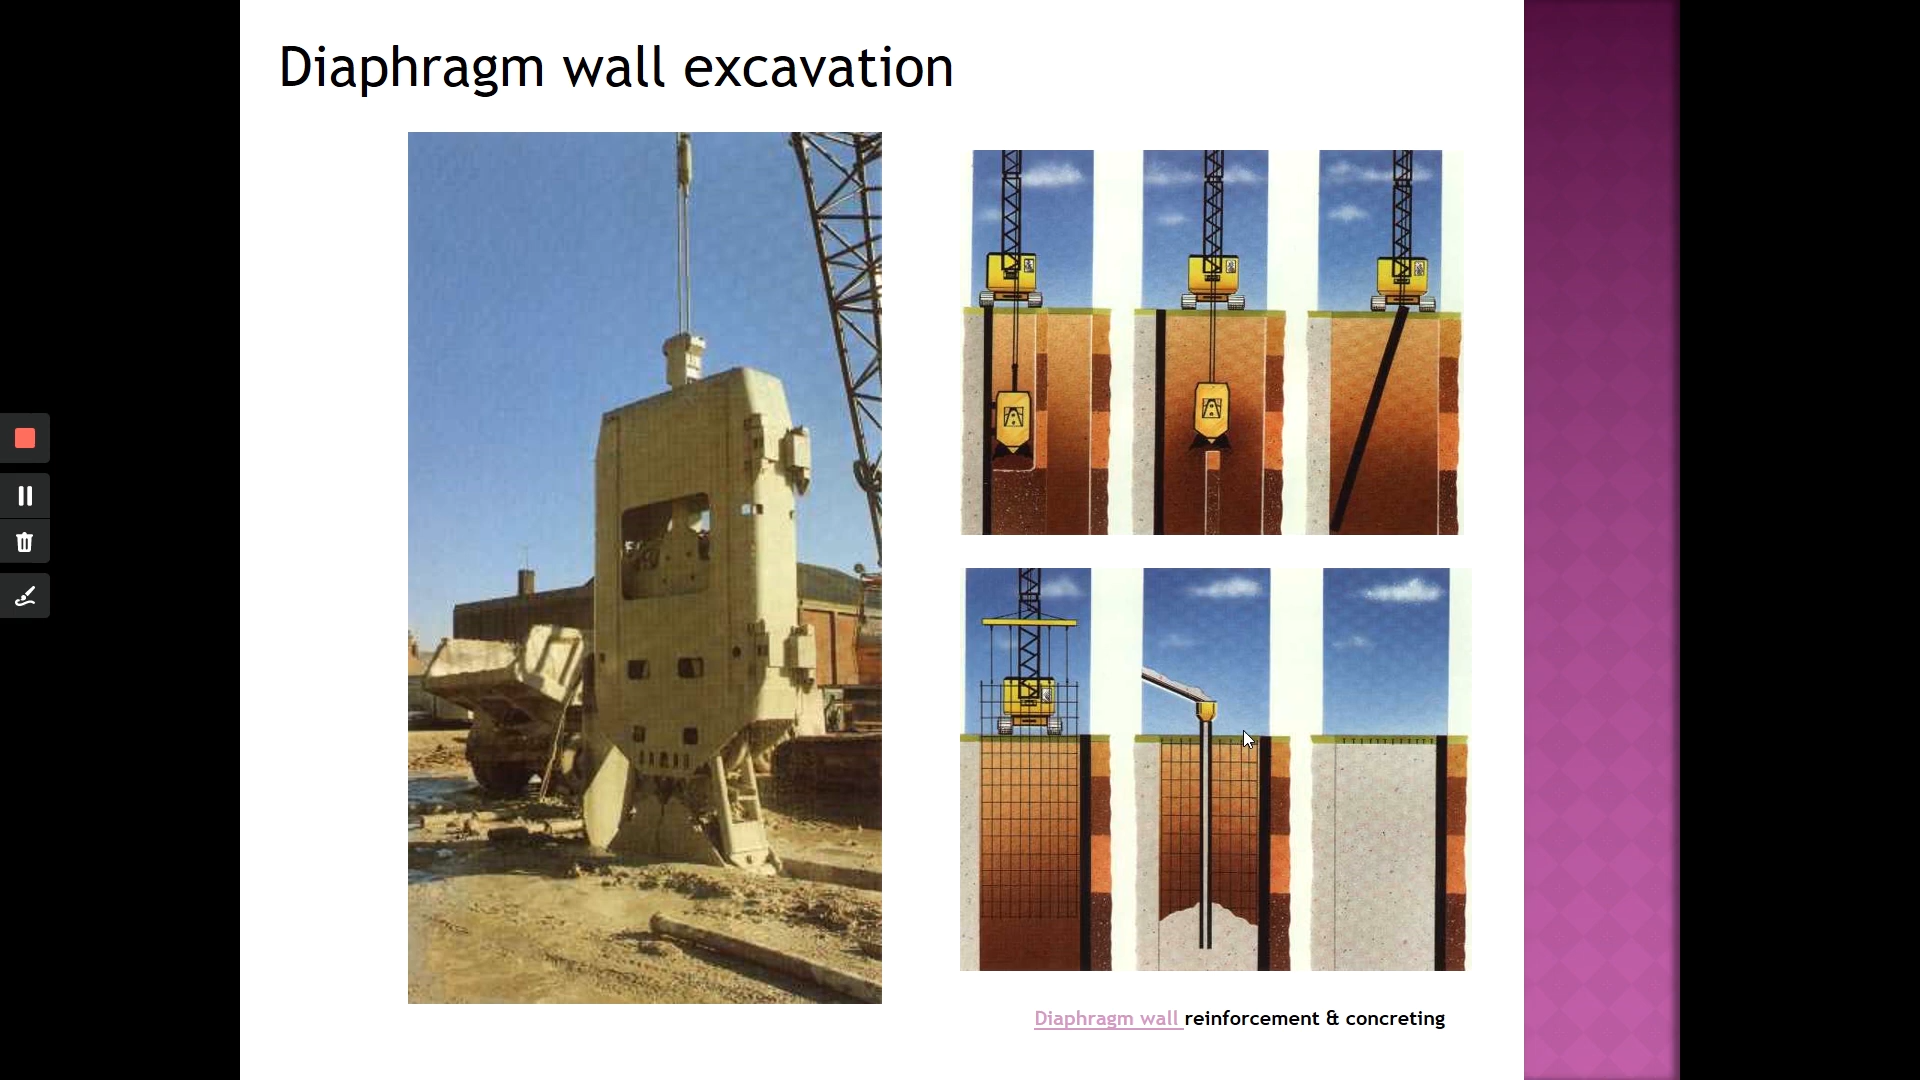 Diaphragm wall excavation
Diaphragm wall reinforcement & concreting